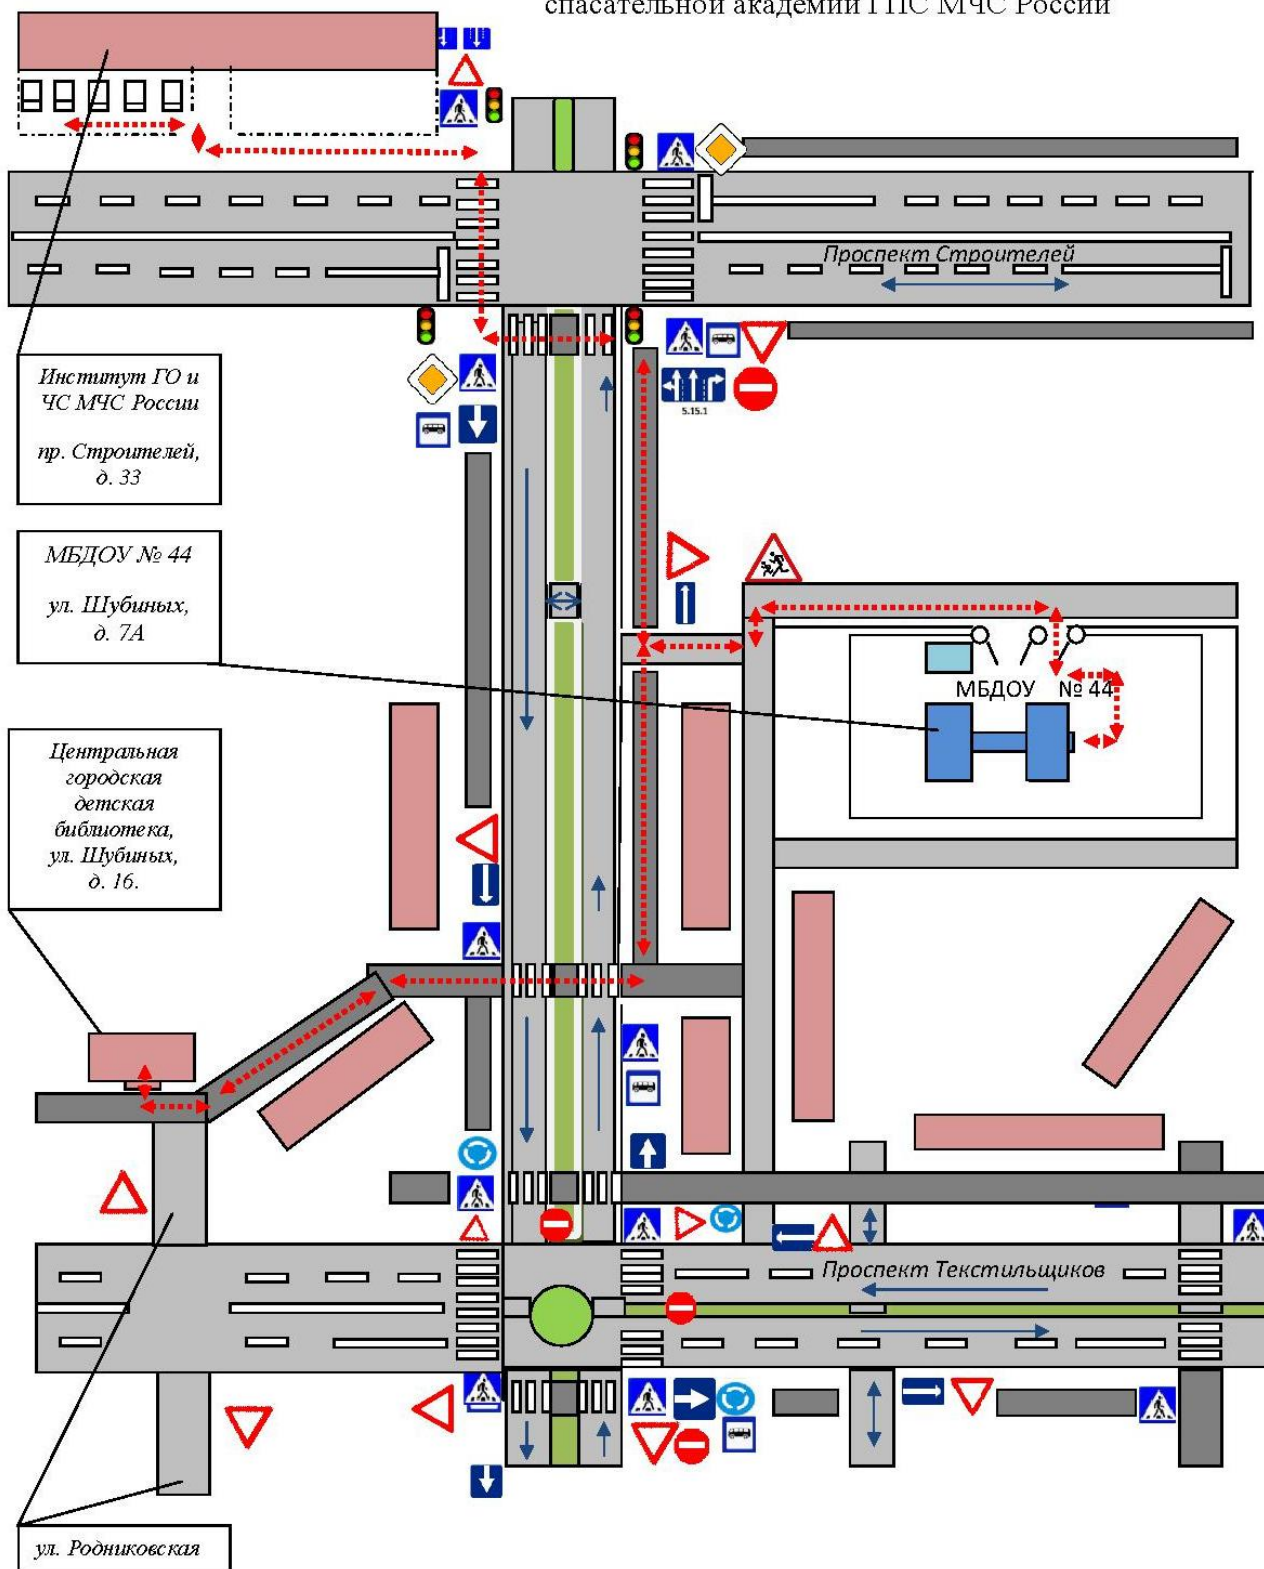 спасательной академии ГПС МЧС России
Проспект Строителей
Институт ГО и
ЧС МЧС России
пр. Строителей,
д. 33
5.15.1
МБДОУ № 44
ул. Шубиных,
д. 7А
МБДОУ № 44
Центральная
городская
детская
библиотека,
ул. Шубиных,
д. 16.
Проспект Текстильщиков
ул. Родниковская